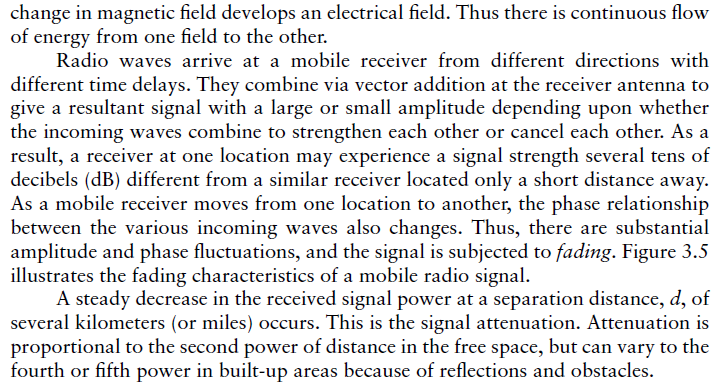 change in magnetic field develops an electrical field. Thus there is continuous flow
of energy from one field to the other.
Radio waves arrive at a mobile receiver from different directions with
different time delays. They combine via vector addition at the receiver antenna to
give a resultant signal with a large or small amplitude depending upon whether
the incoming waves combine to strengthen each other or cancel each other. As a
result, a receiver at one location may experience a signal strength several tens of
decibels (dB) different from a similar receiver located only a short distance away.
As a mobile receiver moves from one location to another, the phase relationship
between the various incoming waves also changes. Thus, there are substantial
amplitude and phase fluctuations, and the signal is subjected to fading. Figure 3.5
illustrates the fading characteristics of a mobile radio signal.
A steady decrease in the received signal power at a separation distance, d, of
several kilometers (or miles) occurs. This is the signal attenuation. Attenuation is
proportional to the second power of distance in the free space, but can vary to the
fourth or fifth power in built-up areas because of reflections and obstacles.